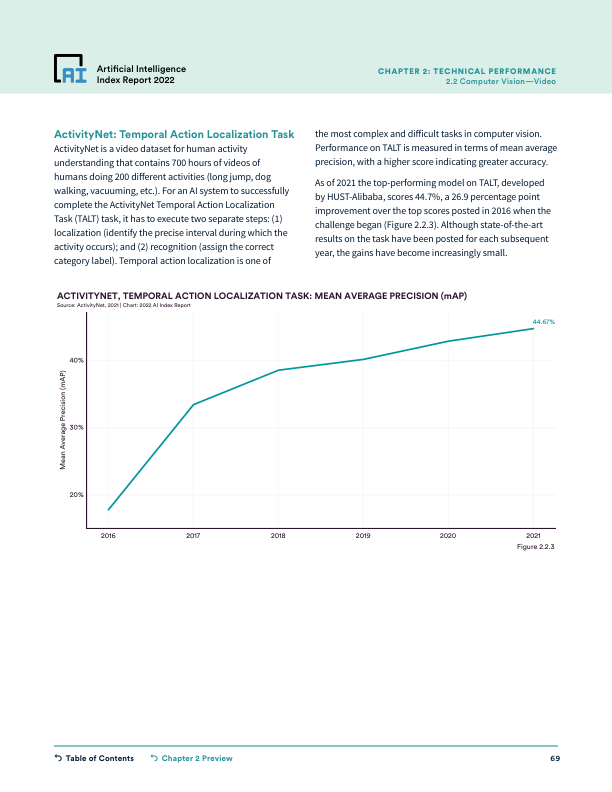 Artificial Intelligence
Index Report 2022
CHAPTER 2: TECHNICAL PERFORMANCE
2.2 Computer Vision—Video
ActivityNet: Temporal Action Localization Task
ActivityNet is a video dataset for human activity
understanding that contains 700 hours of videos of
humans doing 200 different activities (long jump, dog
walking, vacuuming, etc.). For an AI system to successfully
complete the ActivityNet Temporal Action Localization
Task (TALT) task, it has to execute two separate steps: (1)
localization (identify the precise interval during which the
activity occurs); and (2) recognition (assign the correct
category label). Temporal action localization is one of
the most complex and difficult tasks in computer vision.
Performance on TALT is measured in terms of mean average
precision, with a higher score indicating greater accuracy.
As of 2021 the top-performing model on TALT, developed
by HUST-Alibaba, scores 44.7%, a 26.9 percentage point
improvement over the top scores posted in 2016 when the
challenge began (Figure 2.2.3). Although state-of-the-art
results on the task have been posted for each subsequent
year, the gains have become increasingly small.
ACTIVITYNET, TEMPORAL ACTION LOCALIZATION TASK: MEAN AVERAGE PRECISION (mAP)
Source: ActivityNet, 2021 | Chart: 2022 AI Index Report
44.67%
40%
30%
20%
Mean Average Precision (mAP)
2016 2017 2018 2019 2020 2021
Figure 2.2.3
Table of Contents Chapter 2 Preview 69